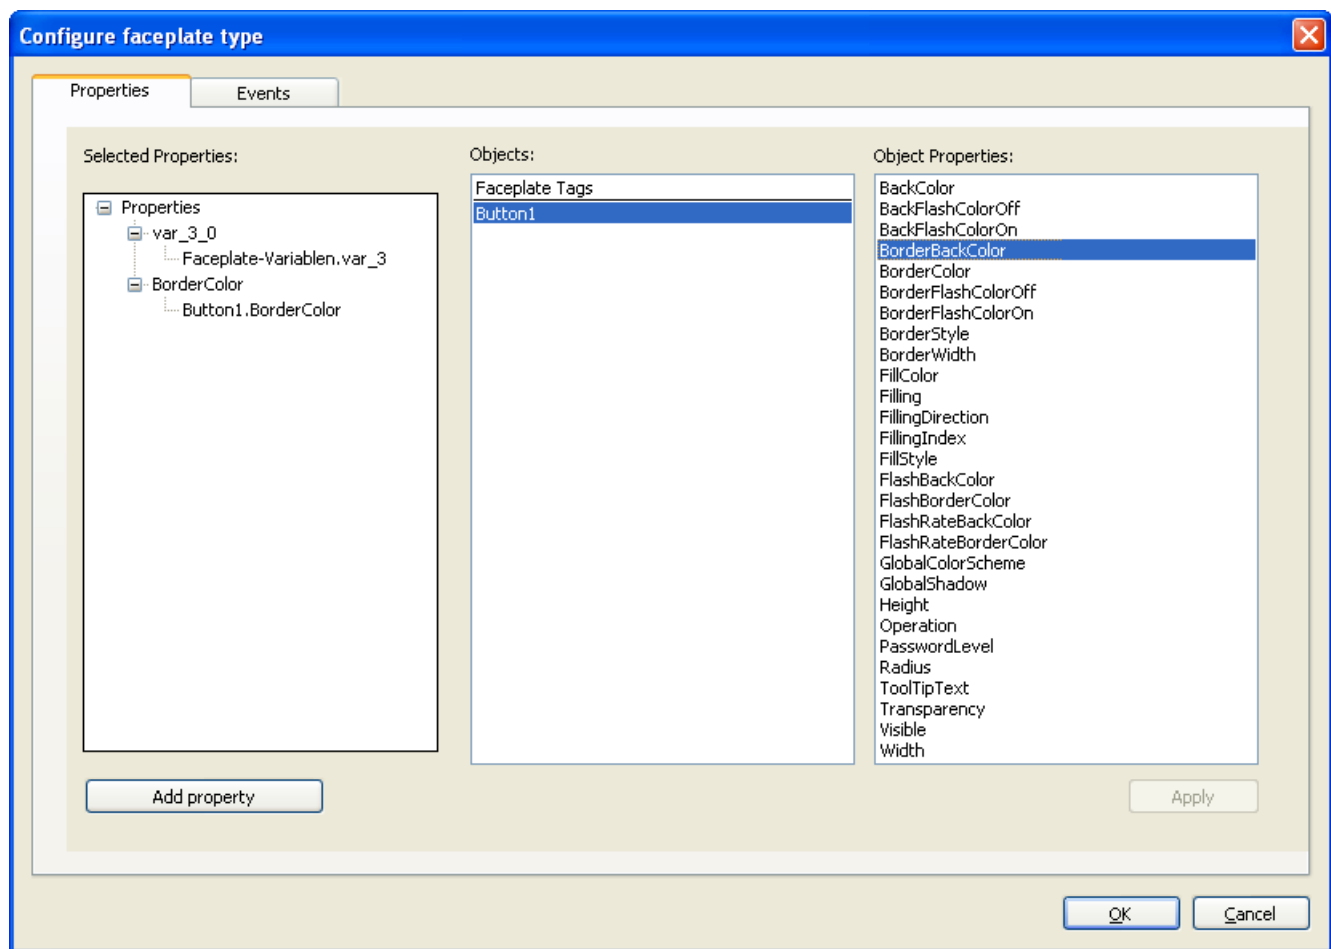 Configure faceplate type
Properties
Events
Selected Properties:
Properties
var_3_0
Faceplate-Variablen.var_3
BorderColor
Button1.BorderColor
Add property
Objects:
Faceplate Tags
Button1
Object Properties:
BackColor
BackFlashColorOff
BackFlashColorOn
BorderBackColor
BorderColor
BorderFlashColorOff
BorderFlashColorOn
BorderStyle
BorderWidth
FillColor
Filling
FillingDirection
FillingIndex
FillStyle
FlashBackColor
FlashBorderColor
FlashRateBackColor
FlashRateBorderColor
GlobalColorScheme
GlobalShadow
Height
Operation
PasswordLevel
Radius
ToolTipText
Transparency
Visible
Width
Apply
OK
Cancel